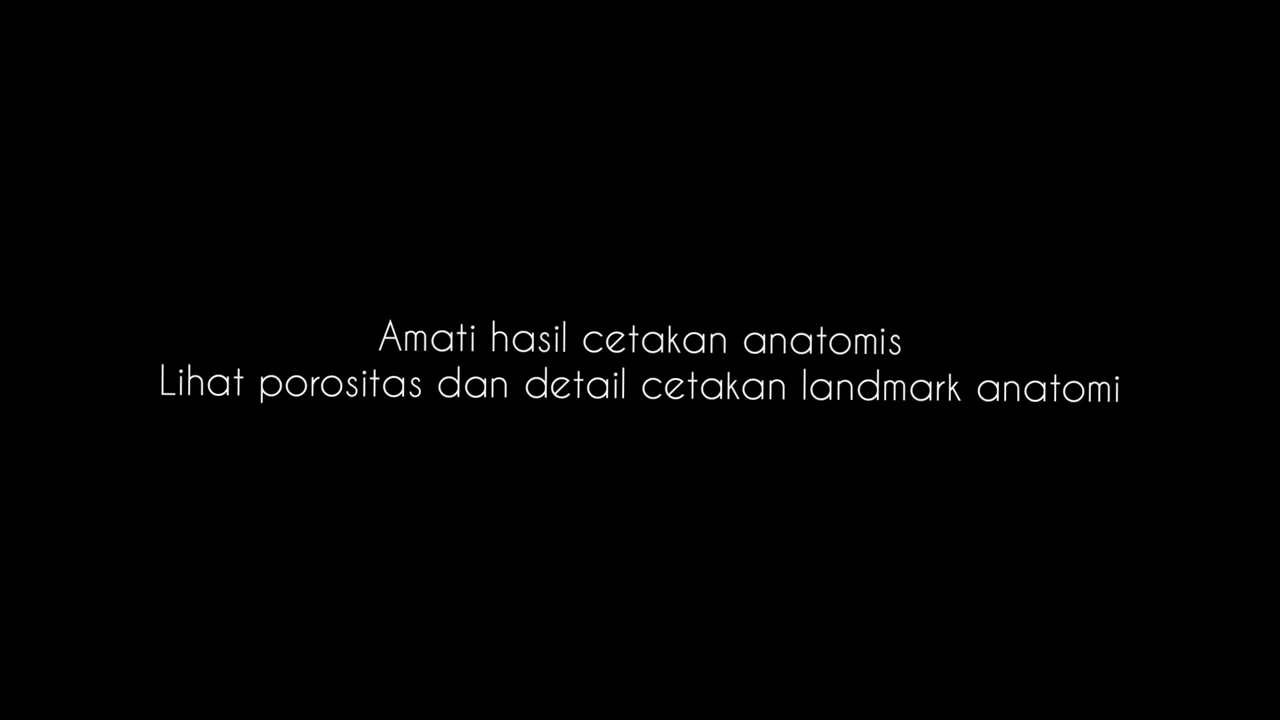 Amati hasil cetakan anatomis
Lihat porositas dan detail cetakan landmark anatomi